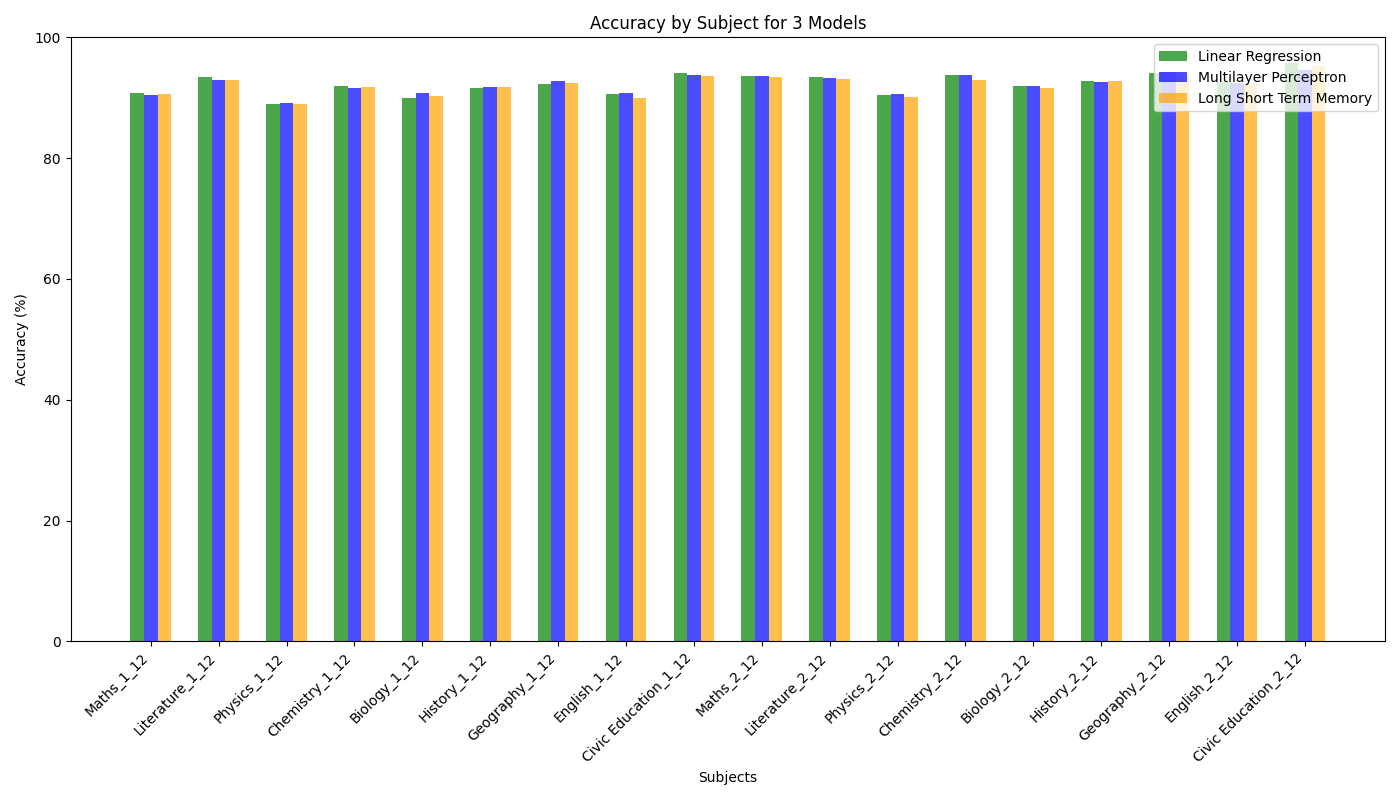 Accuracy by Subject for 3 Models
100
80
60
40
20
0
Accuracy (%)
Linear Regression
Multilayer Perceptron
Long Short Term Memory
Maths_1_12
Literature_1_12
Physics_1_12
Chemistry_1_12
Biology_1_12
History_1_12
Geography_1_12
English_1_12
Civic Education_1_12
Maths_2_12
Literature_2_12
Physics_2_12
Chemistry_2_12
Biology_2_12
History_2_12
Geography_2_12
English_2_12
Civic Education_2_12
Subjects